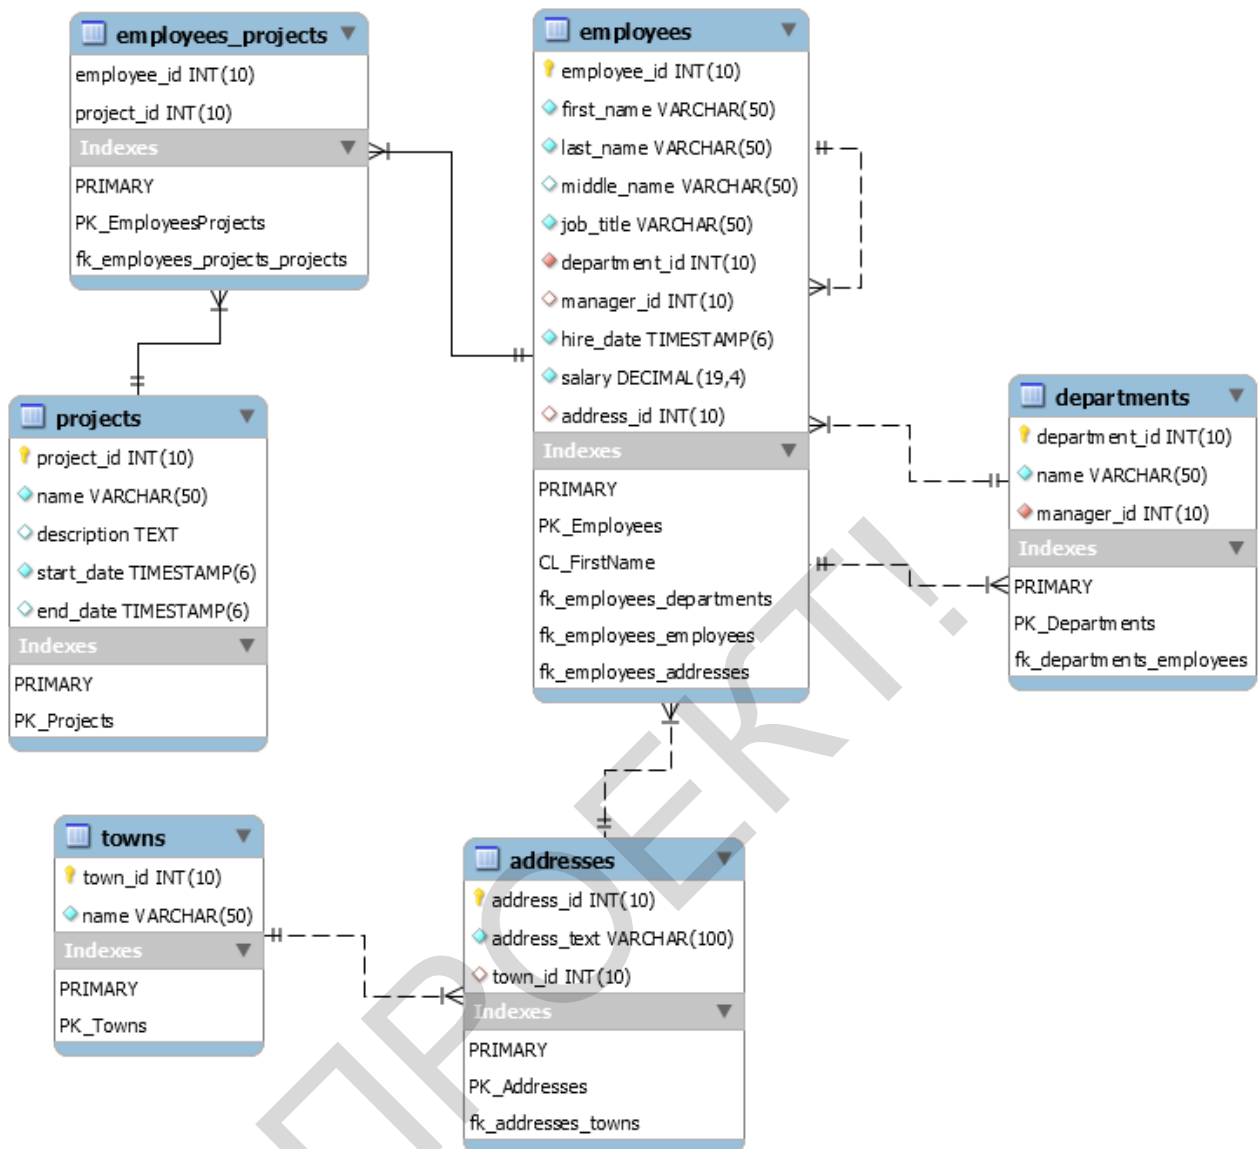 employees_projects
employee_id INT(10)
project_id INT(10)
Indexes
PRIMARY
PK_EmployeesProjects
fk_employees_projects_projects
employees
employee_id INT(10)
first_name VARCHAR(50)
last_name VARCHAR(50)
middle_name VARCHAR(50)
job_title VARCHAR(50)
department_id INT(10)
manager_id INT(10)
hire_date TIMESTAMP(6)
salary DECIMAL(19,4)
address_id INT(10)
Indexes
PRIMARY
PK_Employees
CL_FirstName
fk_employees_departments
fk_employees_employees
fk_employees_addresses
departments
department_id INT(10)
name VARCHAR(50)
manager_id INT(10)
Indexes
PRIMARY
PK_Departments
fk_departments_employees
projects
project_id INT(10)
name VARCHAR(50)
description TEXT
start_date TIMESTAMP(6)
end_date TIMESTAMP(6)
Indexes
PRIMARY
PK_Projects
towns
town_id INT(10)
name VARCHAR(50)
Indexes
PRIMARY
PK_Towns
addresses
address_id INT(10)
address_text VARCHAR(100)
town_id INT(10)
Indexes
PRIMARY
PK_Addresses
fk_addresses_towns
ПРОЕКТ!